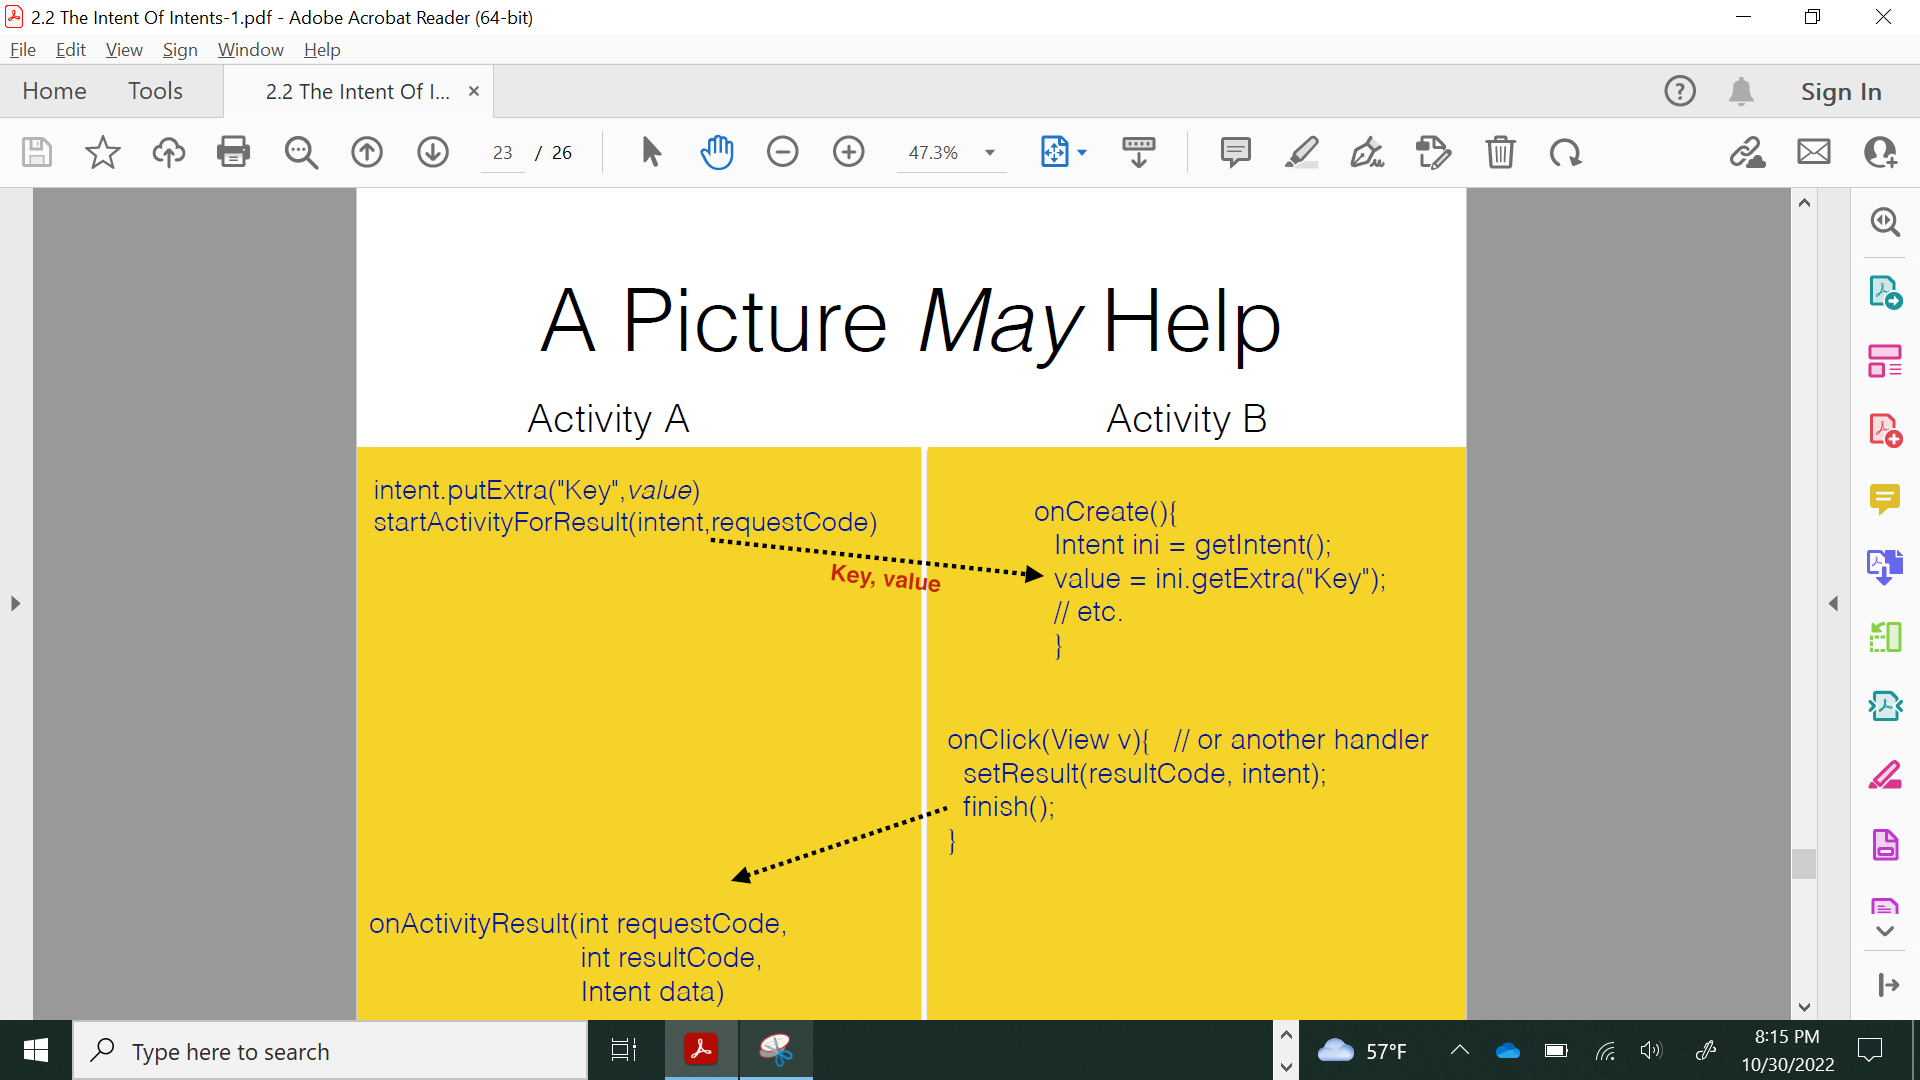 2.2 The Intent Of Intents-1.pdf - Adobe Acrobat Reader (64-bit)
File Edit View Sign Window Help
Home Tools 2.2 The Intent Of I... × Sign In
23 / 26 47.3%
A Picture May Help
Activity A
Activity B
intent.putExtra("Key",value)
startActivityForResult(intent,requestCode)
Key, value
onCreate(){
Intent ini = getIntent();
value = ini.getExtra("Key");
// etc.
}
onClick(View v){ // or another handler
setResult(resultCode, intent);
finish();
}
onActivityResult(int requestCode,
int resultCode,
Intent data)
Type here to search
57°F
8:15 PM
10/30/2022